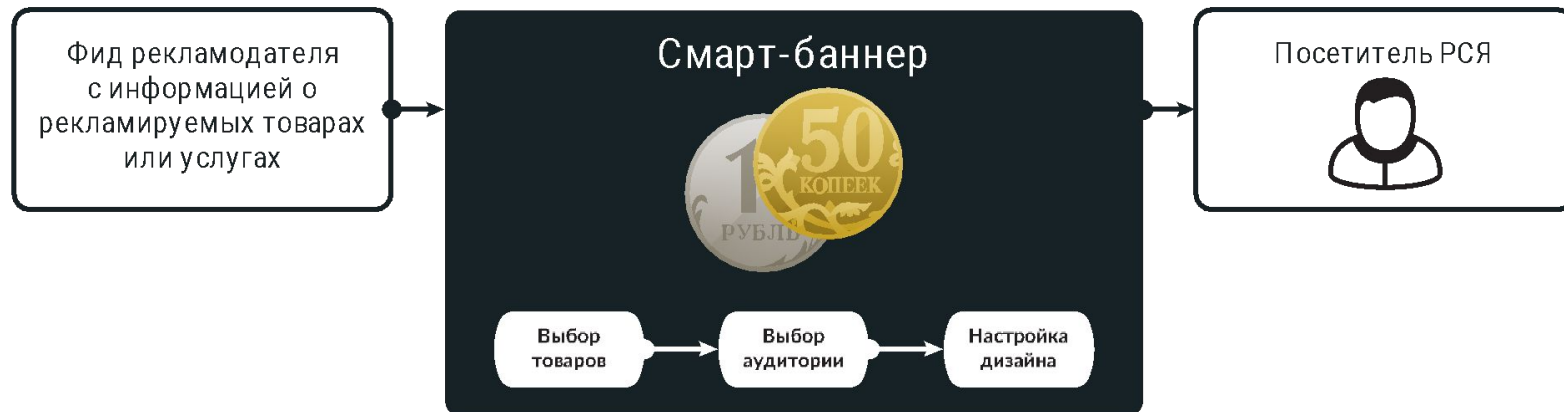 Фид рекламодателя
с информацией о
рекламируемых товарах
или услугах
Смарт-баннер
1
РУБЛЬ
50
КОПЕЕК
Выбор
товаров
Выбор
аудитории
Настройка
дизайна
Посетитель РСЯ